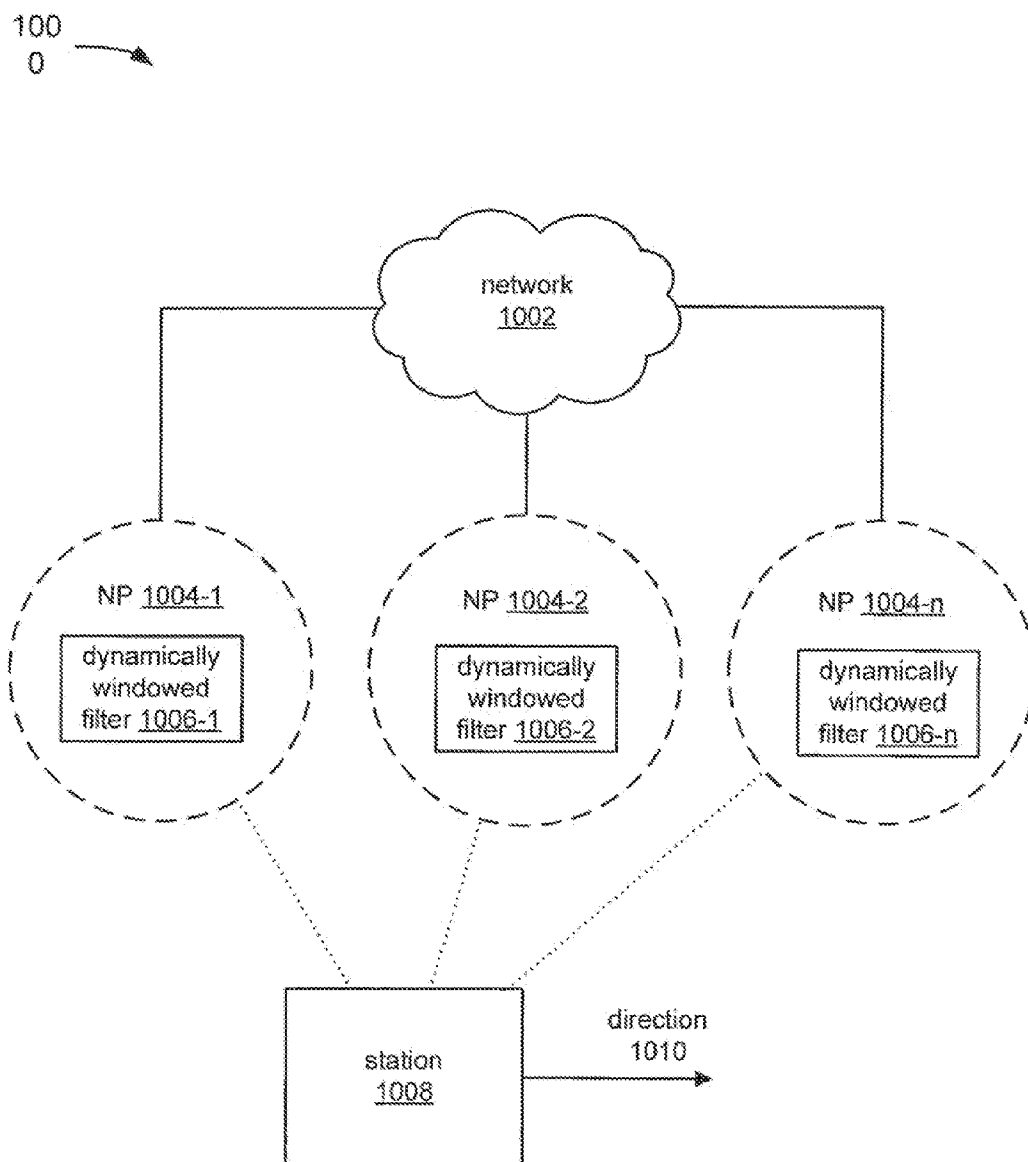 100
0
network
1002
NP 1004-1
dynamically
windowed
filter 1006-1
NP 1004-2
dynamically
windowed
filter 1006-2
NP 1004-n
dynamically
windowed
filter 1006-n
direction
1010
station
1008